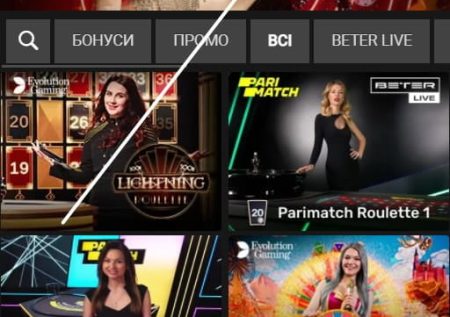 БОНУСИ ПРОМО ВСІ BETER LIVE
Evolution Gaming
20 19
LIGHTNING
ROULETTE
PARI MATCH
BETER LIVE
20 Parimatch Roulette 1
PARI MATCH
Evolution Gaming